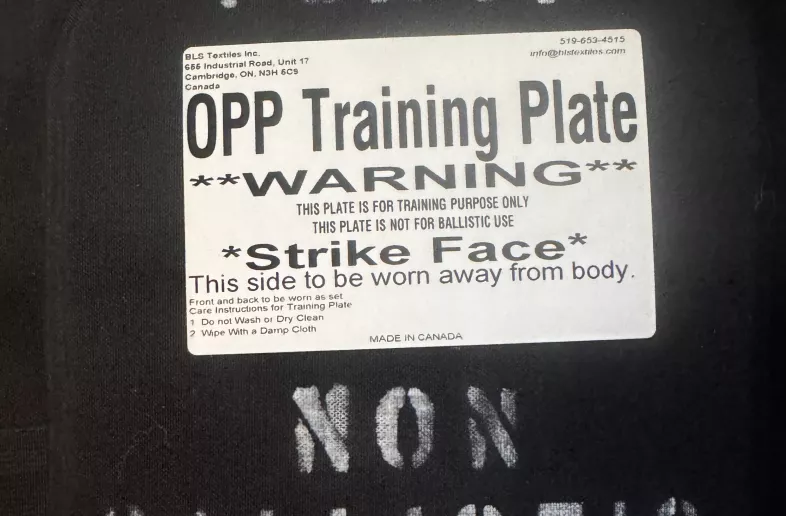 BLS Textiles Inc.
519-653-4515
655 Industrial Road, Unit 17
info@blstextiles.com
Cambridge, ON, N3H 5C9
Canada
OPP Training Plate
**WARNING**
THIS PLATE IS FOR TRAINING PURPOSE ONLY
THIS PLATE IS NOT FOR BALLISTIC USE
*Strike Face*
This side to be worn away from body.
Front and back to be worn as set
Care Instructions for Training Plate
1 Do not Wash or Dry Clean
2 Wipe With a Damp Cloth
MADE IN CANADA
NON